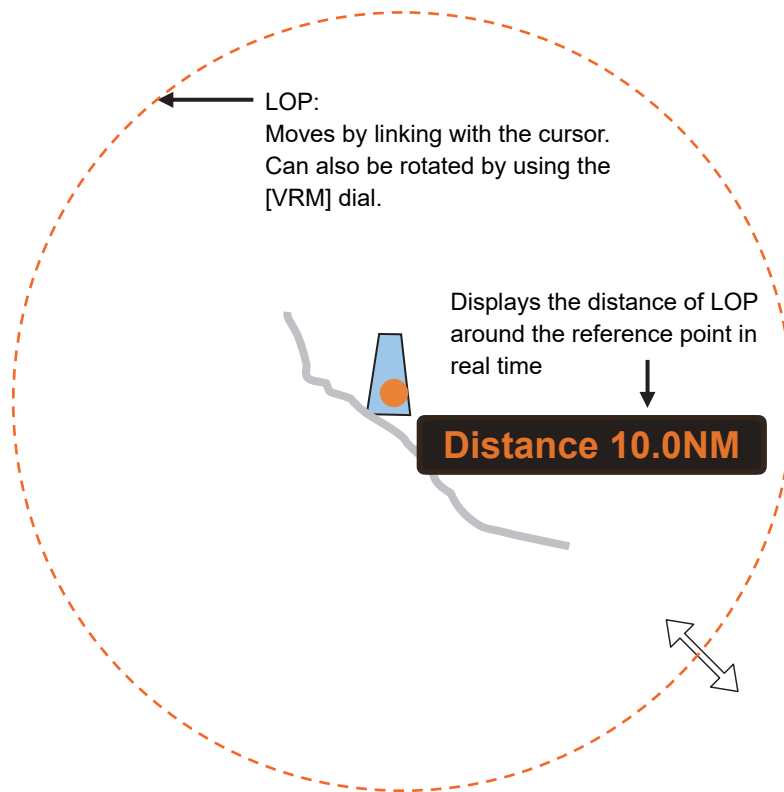 LOP:
Moves by linking with the cursor.
Can also be rotated by using the
[VRM] dial.
Displays the distance of LOP
around the reference point in
real time
Distance 10.0NM